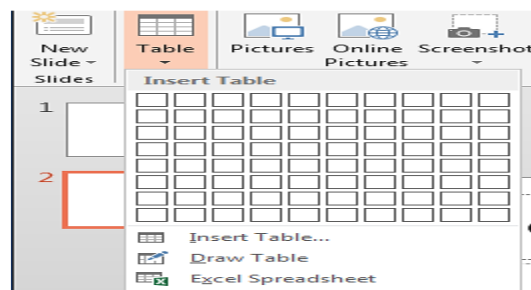 New Slide
Table
Pictures
Online Pictures
Screenshot
Slides
Insert Table
1
2
Insert Table...
Draw Table
Excel Spreadsheet